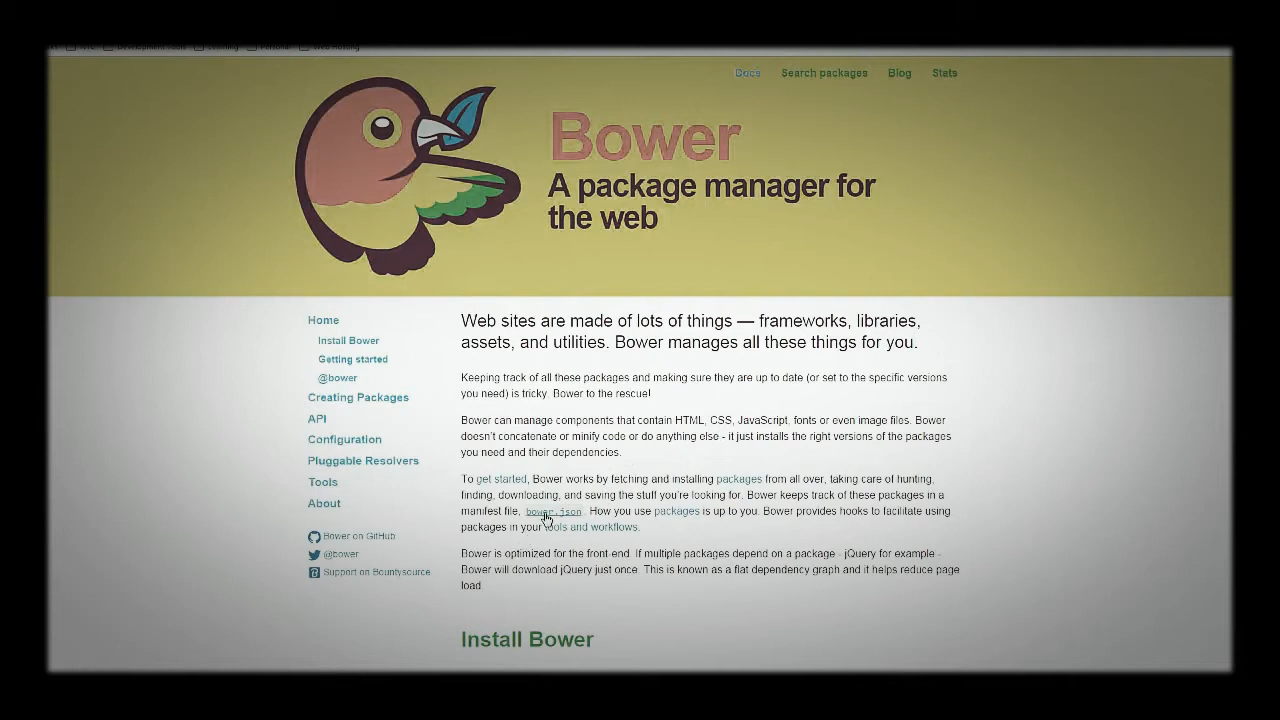 Development Tools Learning Personal Web Hosting
Docs Search packages Blog Stats
Bower
A package manager for
the web
Home
Install Bower
Getting started
@bower
Creating Packages
API
Configuration
Pluggable Resolvers
Tools
About
Bower on GitHub
@bower
Support on Bountysource
Web sites are made of lots of things — frameworks, libraries,
assets, and utilities. Bower manages all these things for you.
Keeping track of all these packages and making sure they are up to date (or set to the specific versions
you need) is tricky. Bower to the rescue!
Bower can manage components that contain HTML, CSS, JavaScript, fonts or even image files. Bower
doesn't concatenate or minify code or do anything else - it just installs the right versions of the packages
you need and their dependencies.
To get started, Bower works by fetching and installing packages from all over, taking care of hunting,
finding, downloading, and saving the stuff you're looking for. Bower keeps track of these packages in a
manifest file, bower.json. How you use packages is up to you. Bower provides hooks to facilitate using
packages in your tools and workflows.
Bower is optimized for the front-end. If multiple packages depend on a package - jQuery for example -
Bower will download jQuery just once. This is known as a flat dependency graph and it helps reduce page
load.
Install Bower